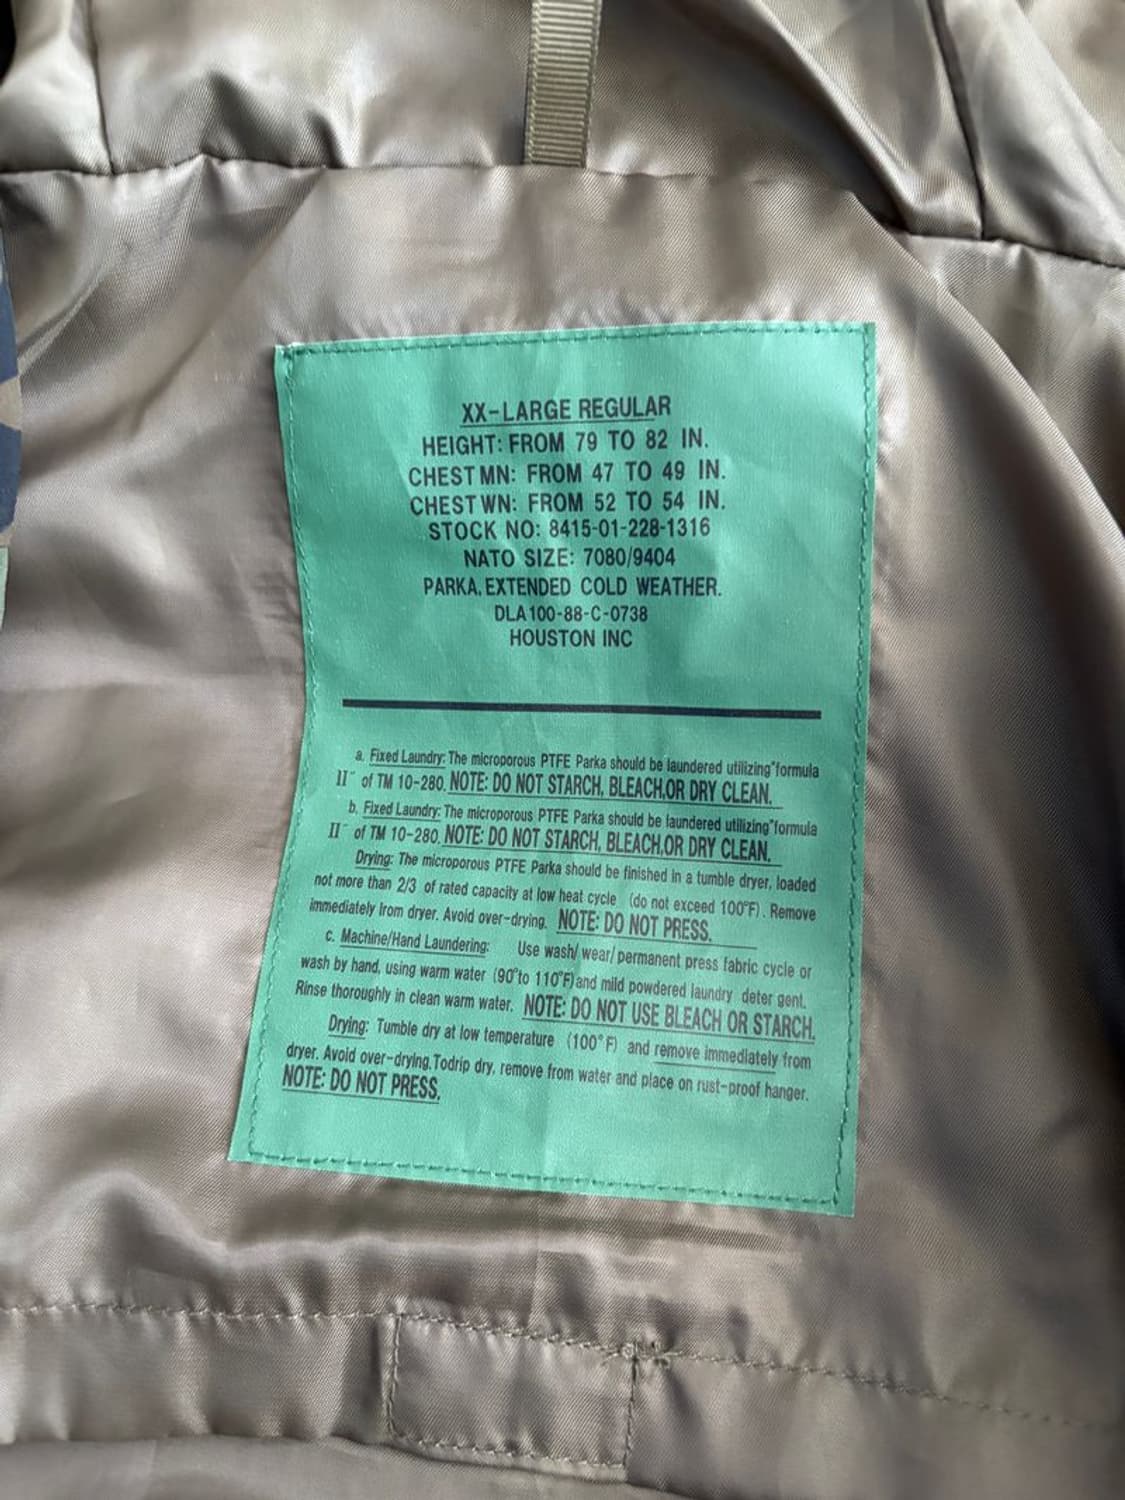 XX-LARGE REGULAR
HEIGHT: FROM 79 TO 82 IN.
CHEST MN: FROM 47 TO 49 IN.
CHEST WN: FROM 52 TO 54 IN.
STOCK NO: 8415-01-228-1316
NATO SIZE: 7080/9404
PARKA, EXTENDED COLD WEATHER.
DLA100-88-C-0738
HOUSTON INC
a. Fixed Laundry: The microporous PTFE Parka should be laundered utilizing"formula
II" of TM 10-280. NOTE: DO NOT STARCH, BLEACH,OR DRY CLEAN.
b. Fixed Laundry: The microporous PTFE Parka should be laundered utilizing"formula
II" of TM 10-280. NOTE: DO NOT STARCH, BLEACH,OR DRY CLEAN.
Drying: The microporous PTFE Parka should be finished in a tumble dryer, loaded
not more than 2/3 of rated capacity at low heat cycle (do not exceed 100°F). Remove
immediately Irom dryer. Avoid over-drying. NOTE: DO NOT PRESS.
c. Machine/Hand Laundering: Use wash/ wear/ permanent press fabric cycle or
wash by hand, using warm water (90°to 110°F)and mild powdered laundry deter gent.
Rinse thoroughly in clean warm water. NOTE: DO NOT USE BLEACH OR STARCH.
Drying: Tumble dry at low temperature (100°F) and remove immediately from
dryer. Avoid over-drying.Todrip dry, remove from water and place on rust-proof hanger.
NOTE: DO NOT PRESS.